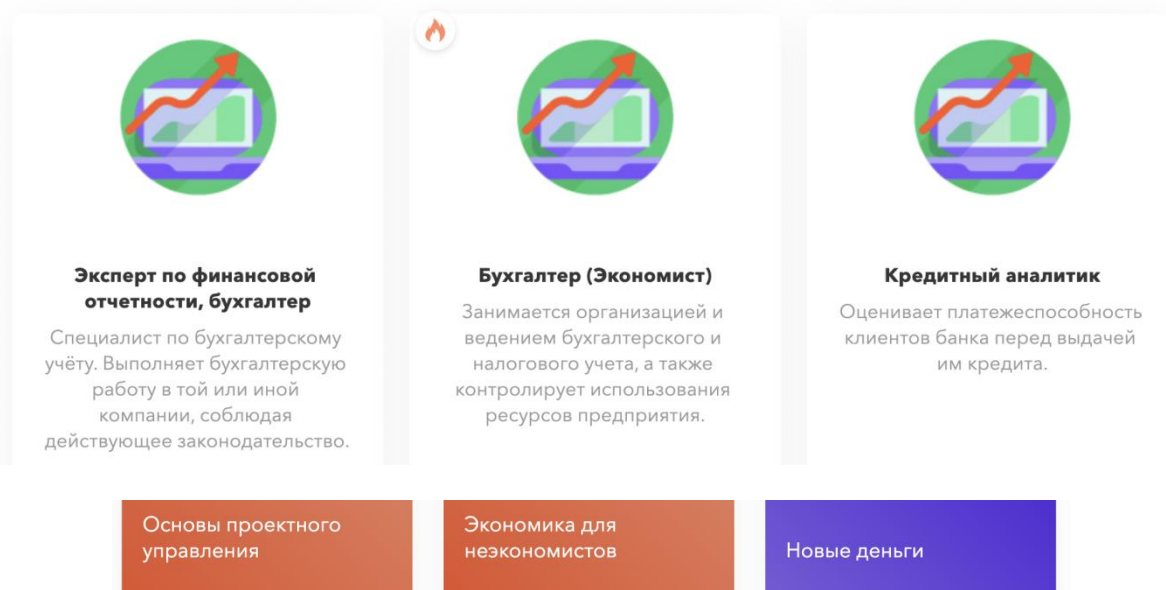 Эксперт по финансовой
отчетности, бухгалтер
Специалист по бухгалтерскому
учёту. Выполняет бухгалтерскую
работу в той или иной
компании, соблюдая
действующее законодательство.
Бухгалтер (Экономист)
Занимается организацией и
ведением бухгалтерского и
налогового учета, а также
контролирует использования
ресурсов предприятия.
Кредитный аналитик
Оценивает платежеспособность
клиентов банка перед выдачей
им кредита.
Основы проектного
управления
Экономика для
неэкономистов
Новые деньги